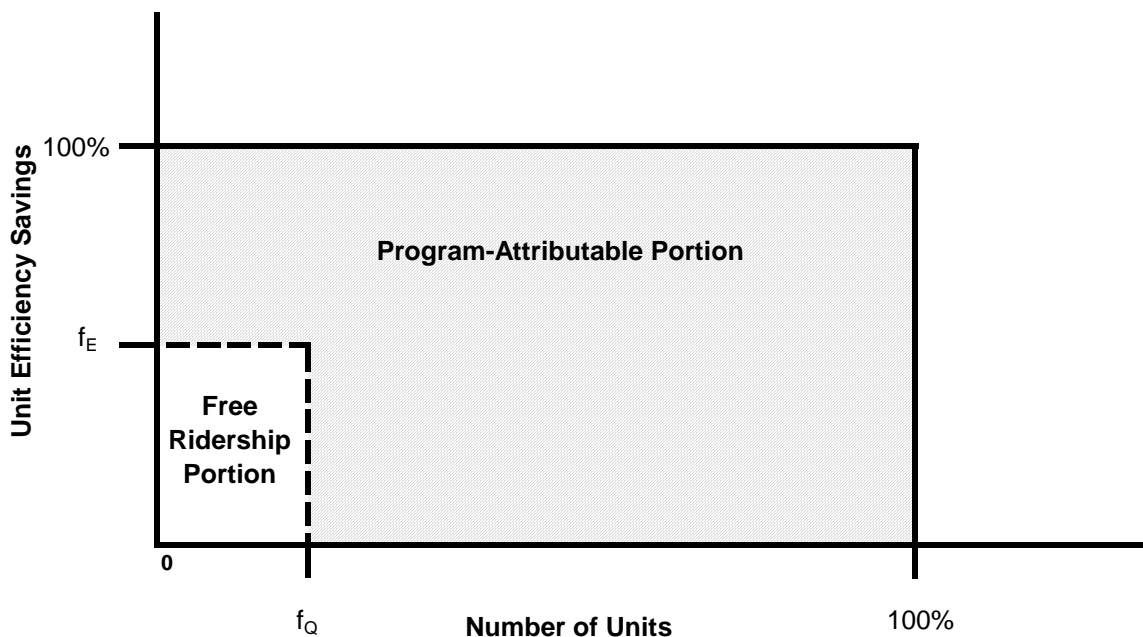 Unit Efficiency Savings
100%
Program-Attributable Portion
f_E
Free
Ridership
Portion
0
f_Q
Number of Units
100%